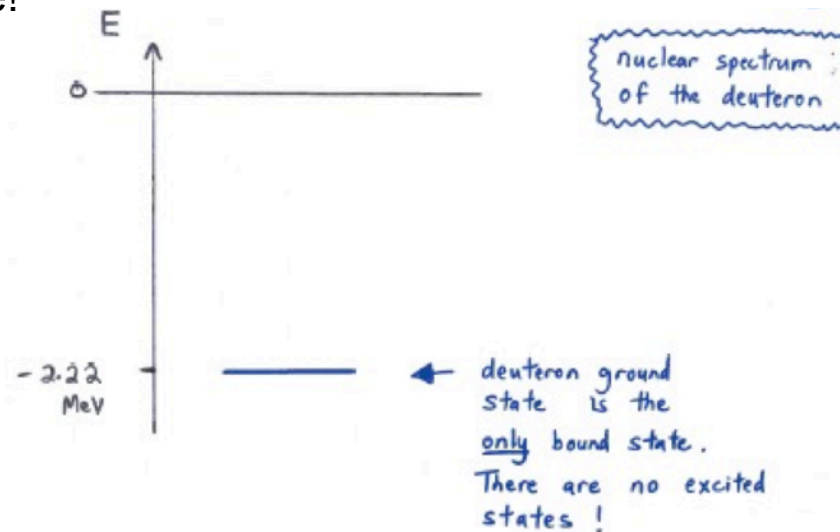 E
nuclear spectrum :
of the deuteron
0
- 2.22
MeV
deuteron ground
state is the
only bound state.
There are no excited
states !